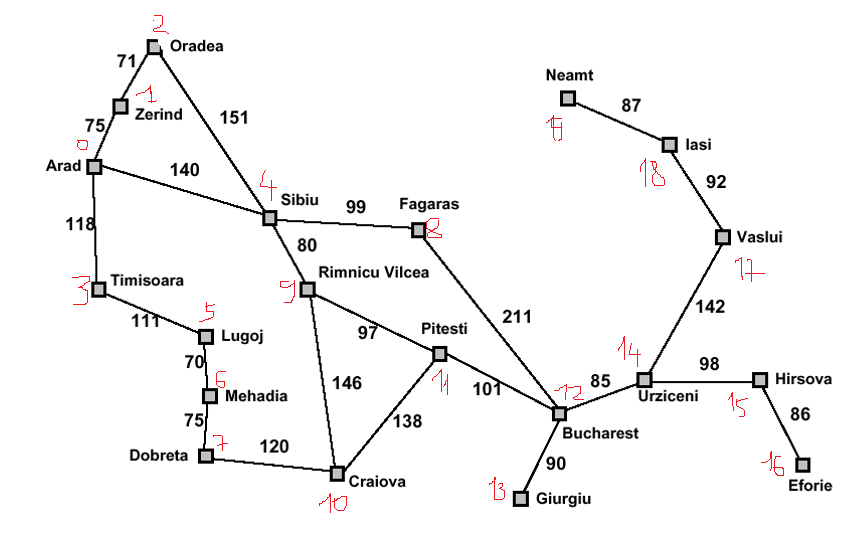 2
Oradea
71
1
Zerind
75
0
Arad
151
140
4
Sibiu
99
Fagaras
8
118
80
Neamt
87
19
Iasi
18
92
Vaslui
17
3
Timisoara
111
9
Rimnicu Vilcea
5
Lugoj
97
Pitesti
11
211
142
70
6
Mehadia
146
14
Urziceni
98
Hirsova
15
75
7
Dobreta
120
138
101
12
85
Bucharest
86
16
Eforie
10
Craiova
90
13
Giurgiu